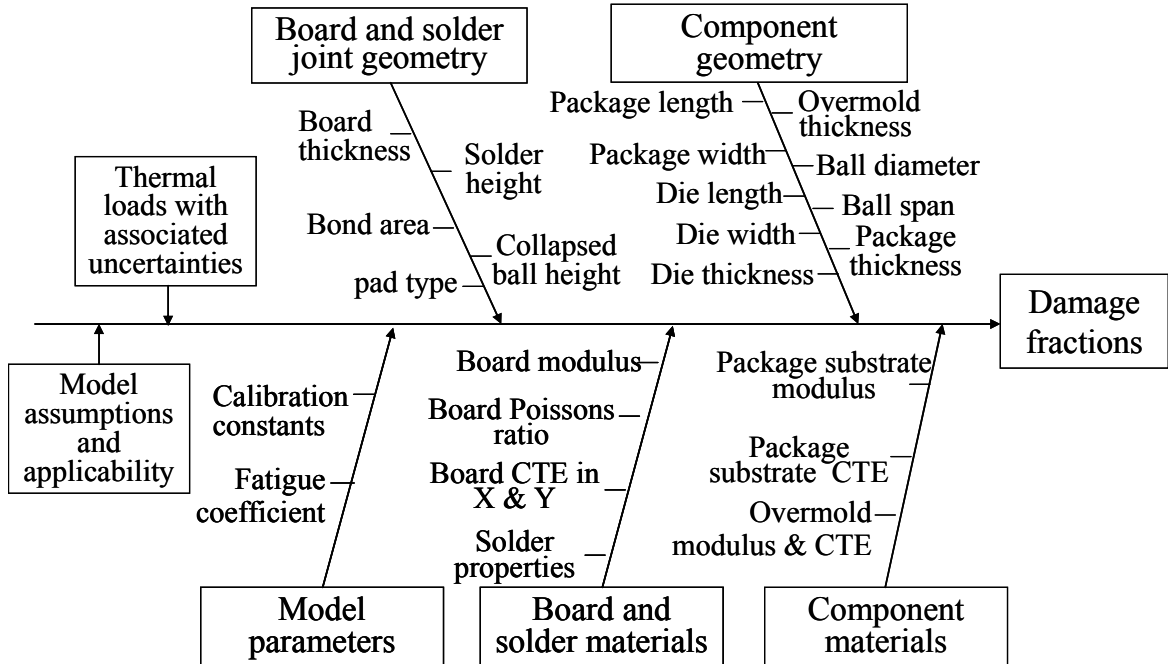 Board and solder
joint geometry
Component
geometry
Board
thickness
Solder
height
Bond area
Collapsed
ball height
pad type
Package length
Overmold
thickness
Package width
Ball diameter
Die length
Ball span
Die width
Package
thickness
Die thickness
Thermal
loads with
associated
uncertainties
Damage
fractions
Model
assumptions
and
applicability
Calibration
constants
Fatigue
coefficient
Board modulus
Board Poissons
ratio
Board CTE in
X & Y
Solder
properties
Package substrate
modulus
Package
substrate CTE
Overmold
modulus & CTE
Model
parameters
Board and
solder materials
Component
materials